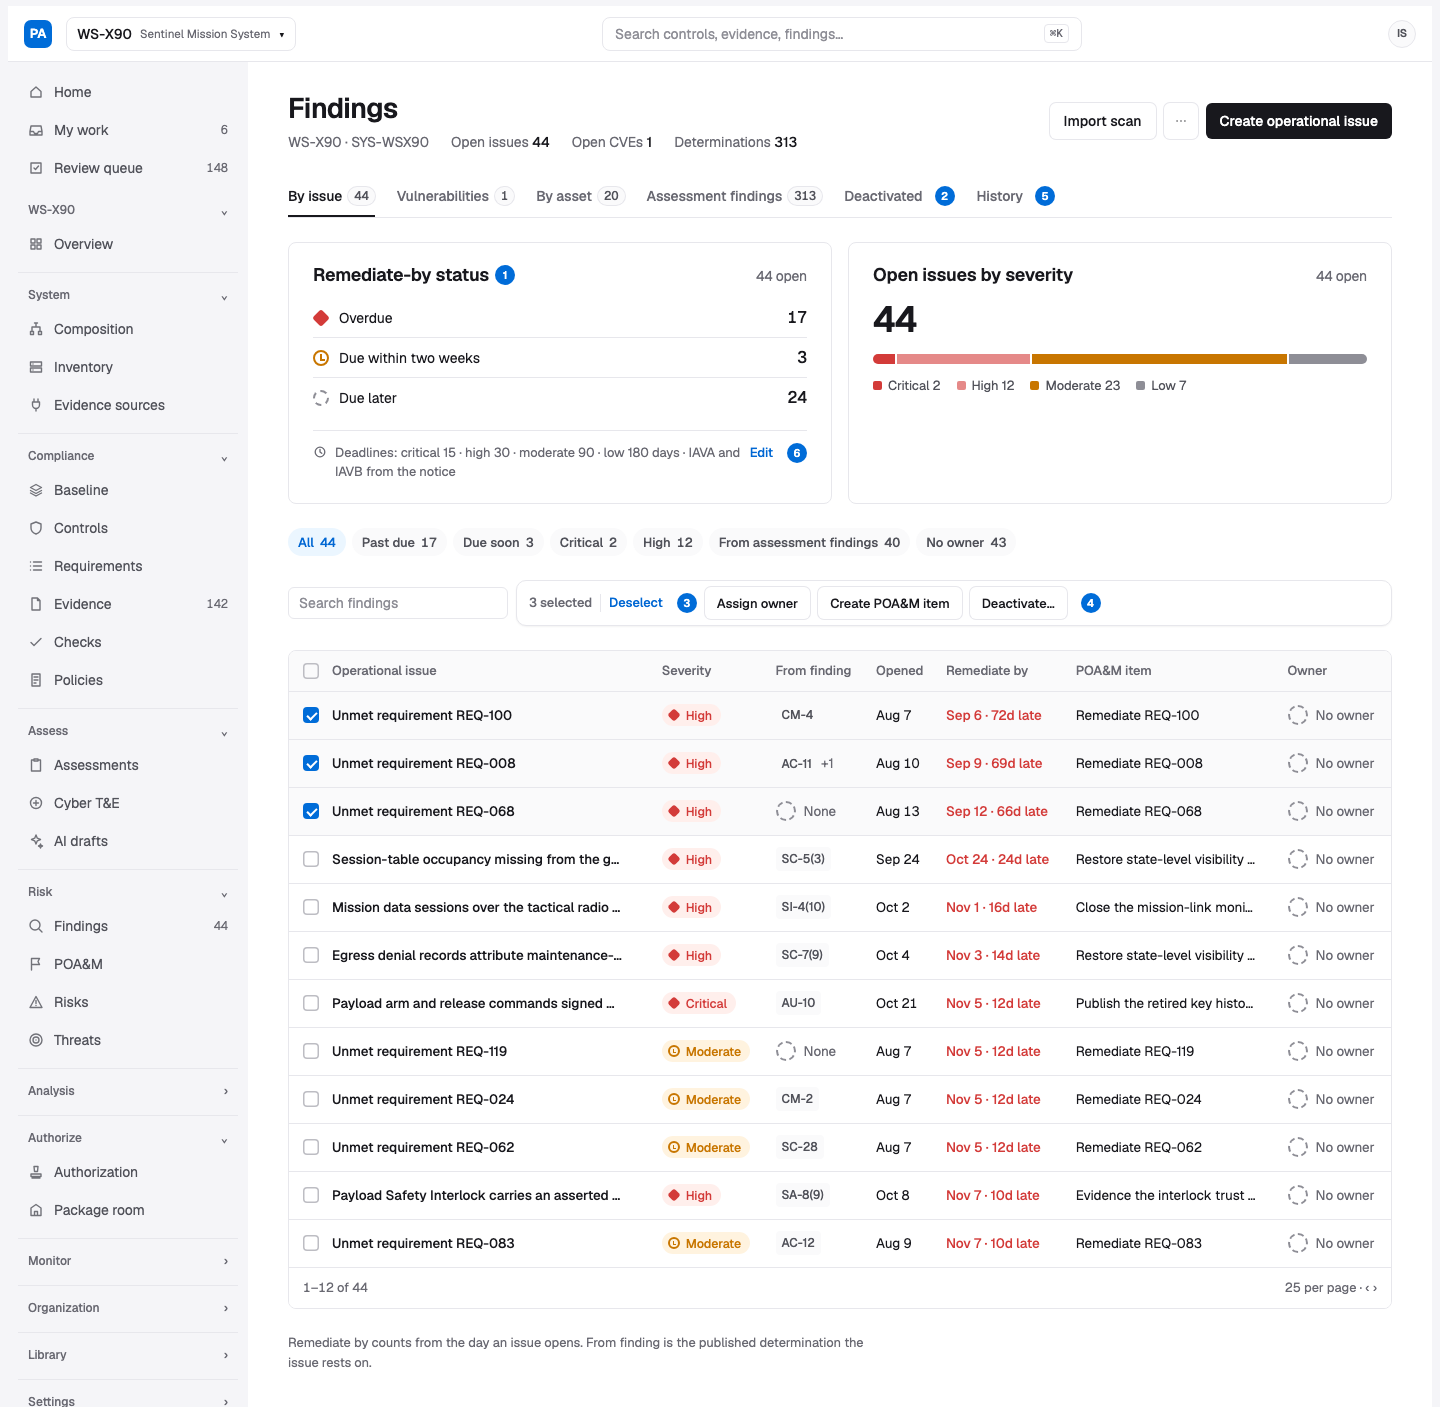 PA WS-X90 Sentinel Mission System ▾ Search controls, evidence, findings... ⌘K IS
Home
My work 6
Review queue 148
WS-X90
Overview
System
Composition
Inventory
Evidence sources
Compliance
Baseline
Controls
Requirements
Evidence 142
Checks
Policies
Assess
Assessments
Cyber T&E
AI drafts
Risk
Findings 44
POA&M
Risks
Threats
Analysis
Authorize
Authorization
Package room
Monitor
Organization
Library
Settings
Findings
WS-X90 · SYS-WSX90 Open issues 44 Open CVEs 1 Determinations 313
Import scan ··· Create operational issue
By issue 44 Vulnerabilities 1 By asset 20 Assessment findings 313 Deactivated 2 History 5
Remediate-by status 1 44 open
Overdue 17
Due within two weeks 3
Due later 24
Deadlines: critical 15 · high 30 · moderate 90 · low 180 days · IAVA and Edit 6
IAVB from the notice
Open issues by severity 44 open
44
Critical 2 High 12 Moderate 23 Low 7
All 44 Past due 17 Due soon 3 Critical 2 High 12 From assessment findings 40 No owner 43
Search findings 3 selected Deselect 3 Assign owner Create POA&M item Deactivate... 4
Operational issue Severity From finding Opened Remediate by POA&M item Owner
Unmet requirement REQ-100 High CM-4 Aug 7 Sep 6 · 72d late Remediate REQ-100 No owner
Unmet requirement REQ-008 High AC-11 +1 Aug 10 Sep 9 · 69d late Remediate REQ-008 No owner
Unmet requirement REQ-068 High None Aug 13 Sep 12 · 66d late Remediate REQ-068 No owner
Session-table occupancy missing from the g... High SC-5(3) Sep 24 Oct 24 · 24d late Restore state-level visibility ... No owner
Mission data sessions over the tactical radio ... High SI-4(10) Oct 2 Nov 1 · 16d late Close the mission-link moni... No owner
Egress denial records attribute maintenance-... High SC-7(9) Oct 4 Nov 3 · 14d late Restore state-level visibility ... No owner
Payload arm and release commands signed ... Critical AU-10 Oct 21 Nov 5 · 12d late Publish the retired key histo... No owner
Unmet requirement REQ-119 Moderate None Aug 7 Nov 5 · 12d late Remediate REQ-119 No owner
Unmet requirement REQ-024 Moderate CM-2 Aug 7 Nov 5 · 12d late Remediate REQ-024 No owner
Unmet requirement REQ-062 Moderate SC-28 Aug 7 Nov 5 · 12d late Remediate REQ-062 No owner
Payload Safety Interlock carries an asserted ... High SA-8(9) Oct 8 Nov 7 · 10d late Evidence the interlock trust ... No owner
Unmet requirement REQ-083 Moderate AC-12 Aug 9 Nov 7 · 10d late Remediate REQ-083 No owner
1–12 of 44 25 per page · ‹ ›
Remediate by counts from the day an issue opens. From finding is the published determination the
issue rests on.